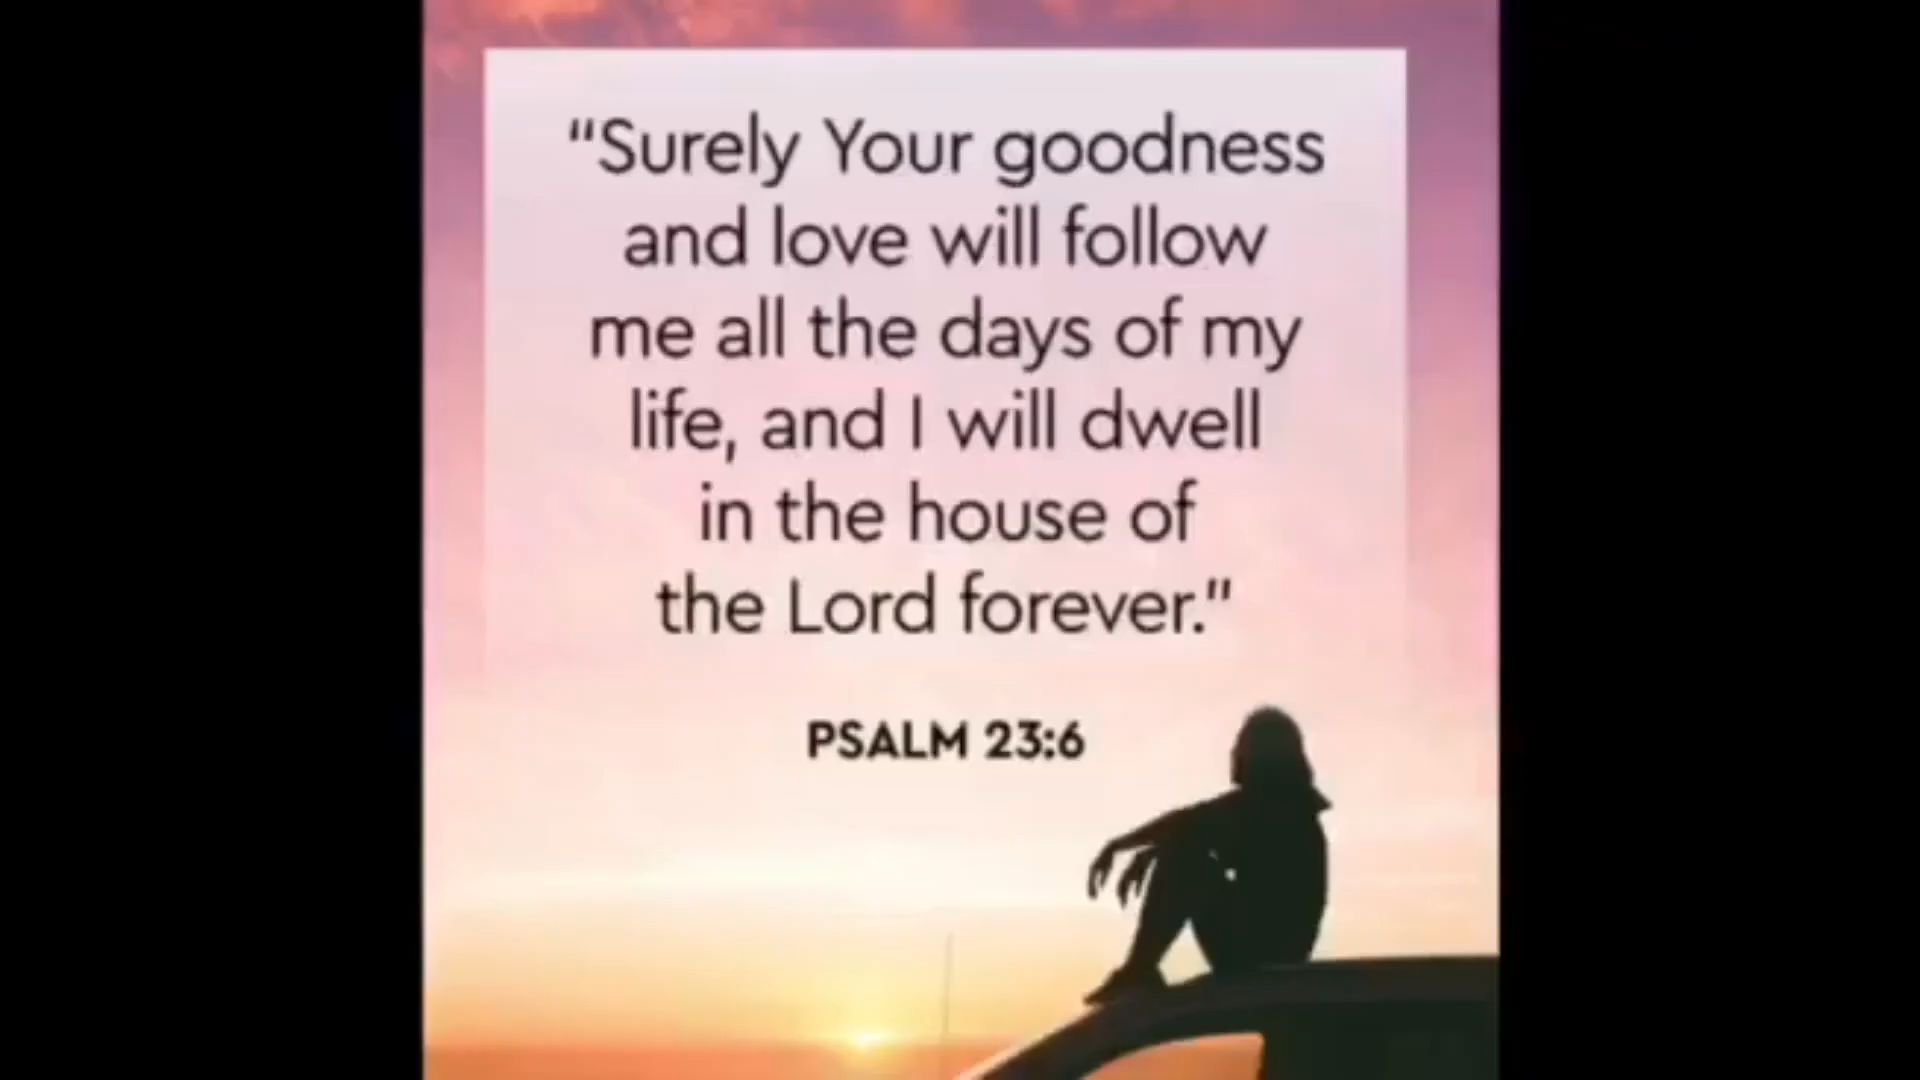 “Surely Your goodness
and love will follow
me all the days of my
life, and I will dwell
in the house of
the Lord forever.”
PSALM 23:6